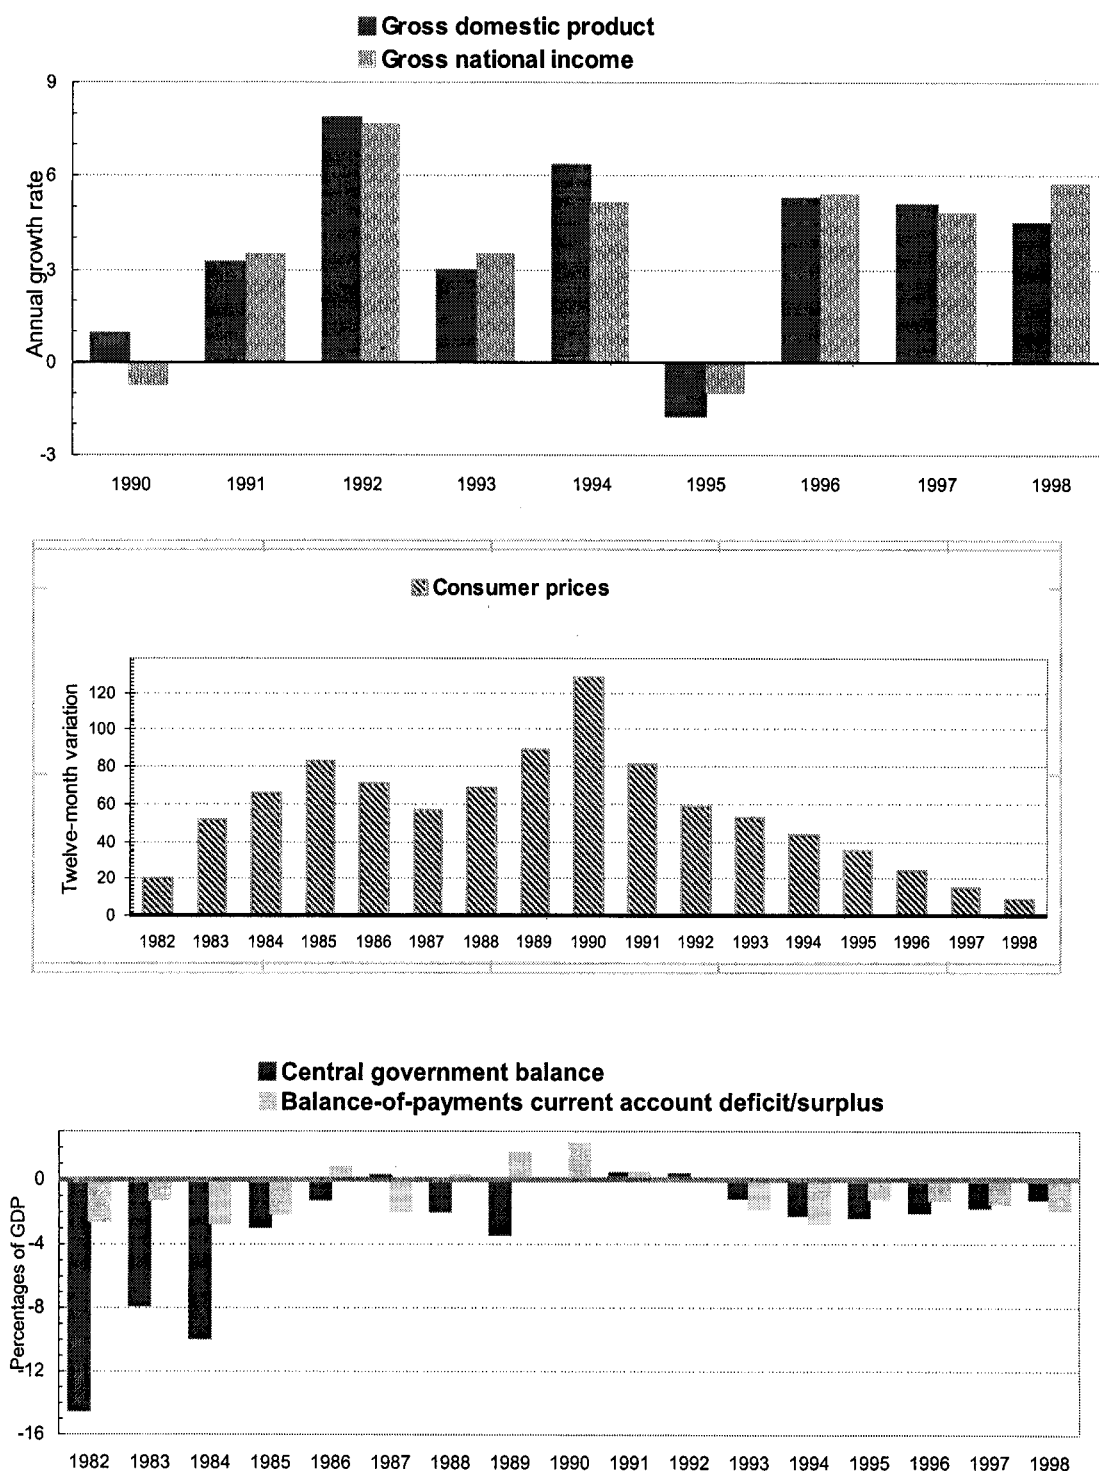 Gross domestic product
Gross national income
Annual growth rate
9
6
3
0
-3
1990 1991 1992 1993 1994 1995 1996 1997 1998
Consumer prices
Twelve-month variation
120
100
80
60
40
20
0
1982 1983 1984 1985 1986 1987 1988 1989 1990 1991 1992 1993 1994 1995 1996 1997 1998
Central government balance
Balance-of-payments current account deficit/surplus
Percentages of GDP
0
-4
-8
-12
-16
1982 1983 1984 1985 1986 1987 1988 1989 1990 1991 1992 1993 1994 1995 1996 1997 1998